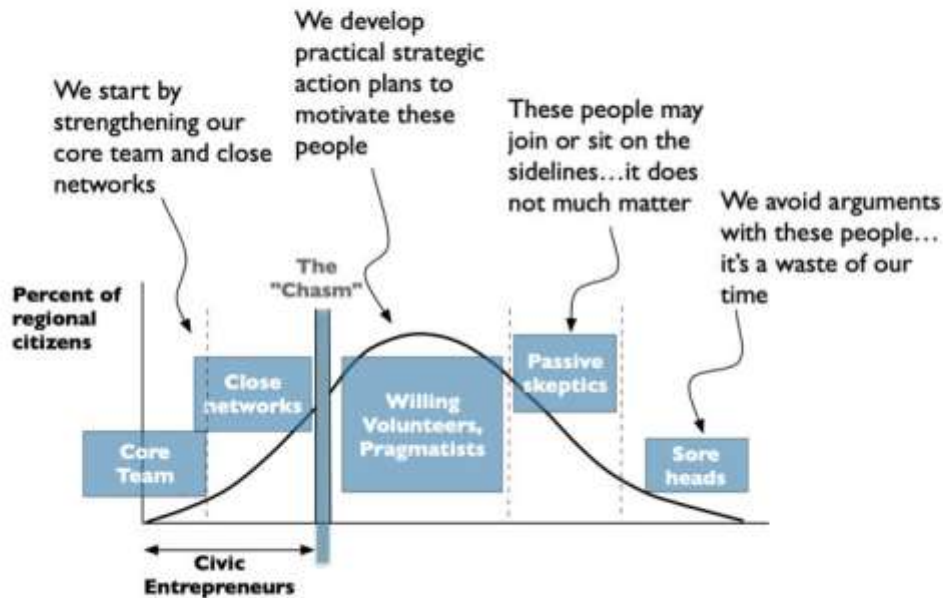 We start by
strengthening our
core team and close
networks
We develop
practical strategic
action plans to
motivate these
people
These people may
join or sit on the
sidelines...it does
not much matter
We avoid arguments
with these people...
it's a waste of our
time
Percent of
regional
citizens
The
"Chasm"
Core
Team
Close
networks
Willing
Volunteers,
Pragmatists
Passive
skeptics
Sore
heads
Civic
Entrepreneurs